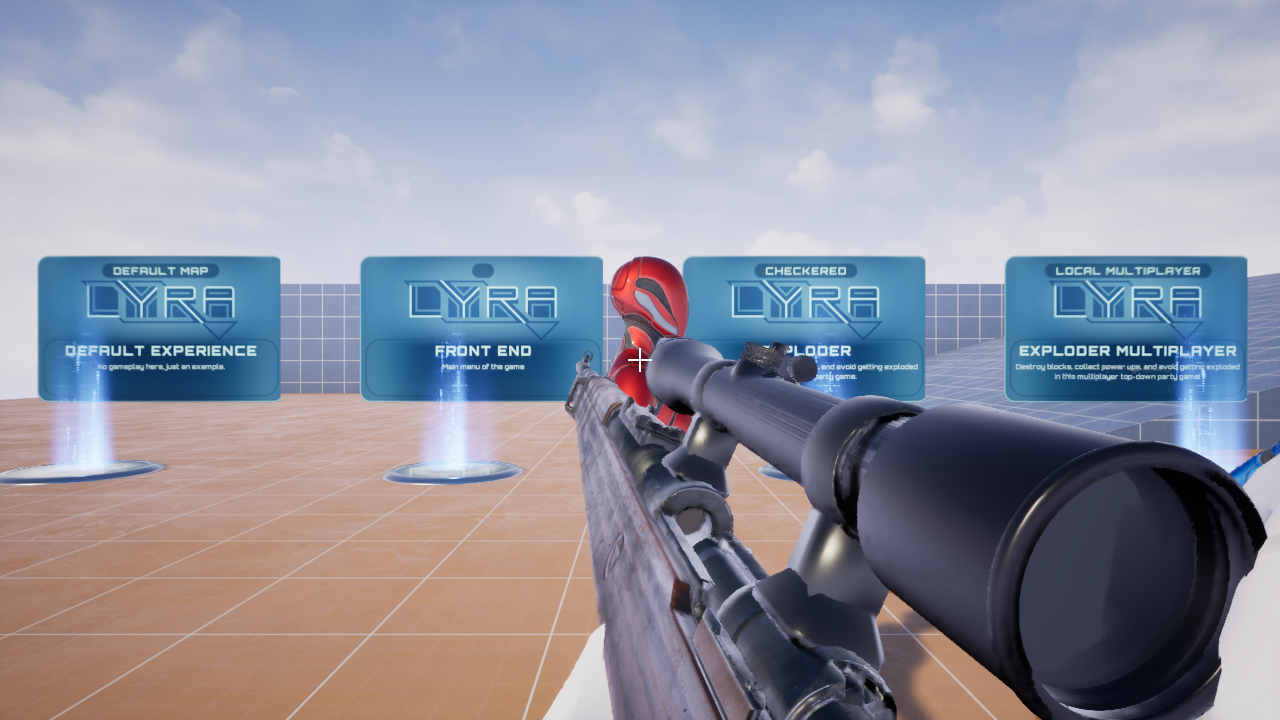 DEFAULT MAP
LYRA
DEFAULT EXPERIENCE
No gameplay here, just an example.
LYRA
FRONT END
Main menu of the game
CHECKERED
LYRA
PLODER
and avoid getting exploded
party game.
LOCAL MULTIPLAYER
LYRA
EXPLODER MULTIPLAYER
Destroy blocks, collect power ups, and avoid getting exploded
in this multiplayer top-down party game!